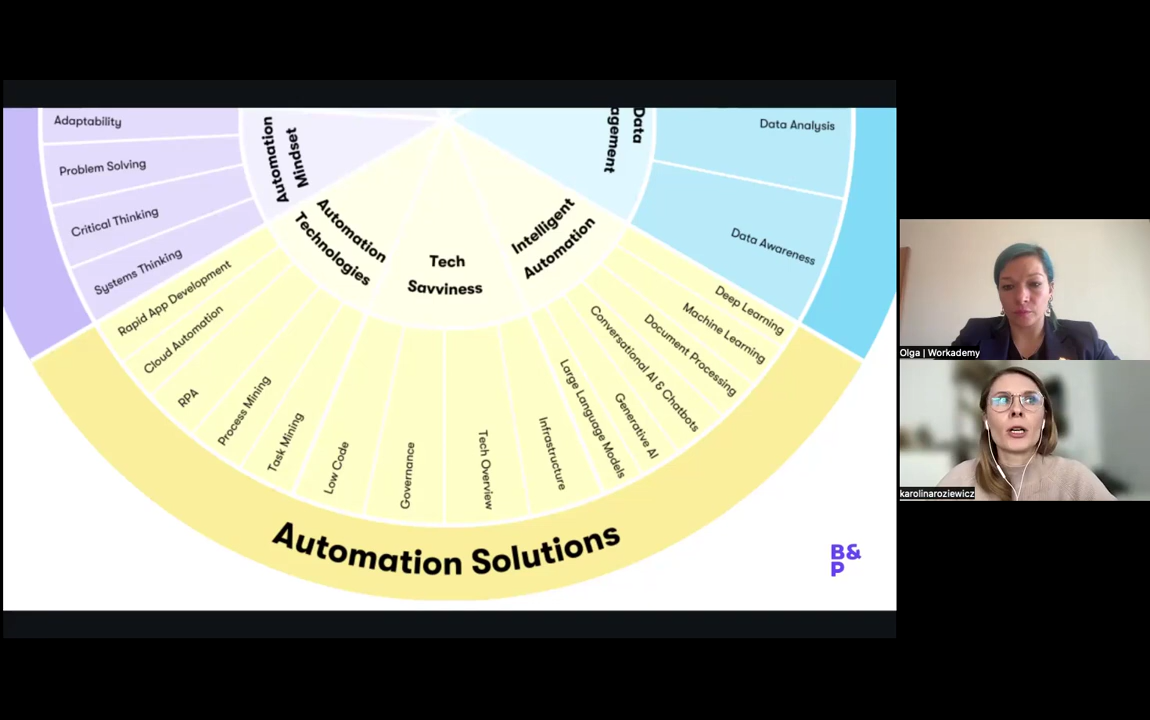 Adaptability
Problem Solving
Critical Thinking
Systems Thinking
Automation
Mindset
Data
agement
Data Analysis
Data Awareness
Automation
Technologies
Tech
Savviness
Intelligent
Automation
Rapid App Development
Cloud Automation
RPA
Process Mining
Task Mining
Low Code
Governance
Tech Overview
Infrastructure
Large Language Models
Generative AI
Conversational AI & Chatbots
Document Processing
Machine Learning
Deep Learning
Automation Solutions
B&
P
Olga | Workademy
karolinaroziewicz